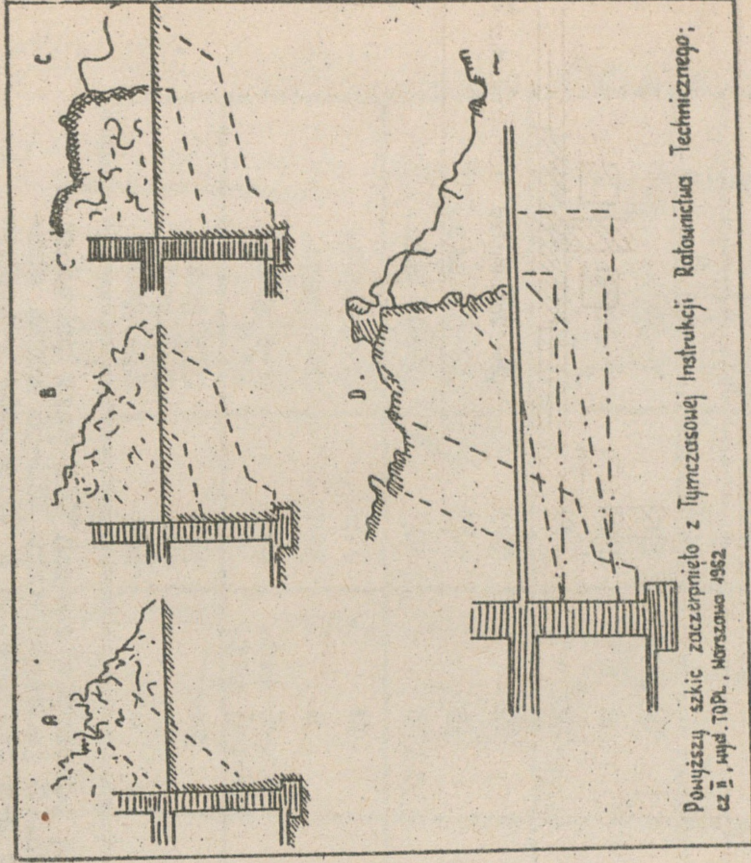 A
B
C
D.
Powyższy szkic zaczerpnięto z Tymczasowej Instrukcji Ratownictwa Technicznego;
cz II, wyd. TOPL, Warszawa 1962